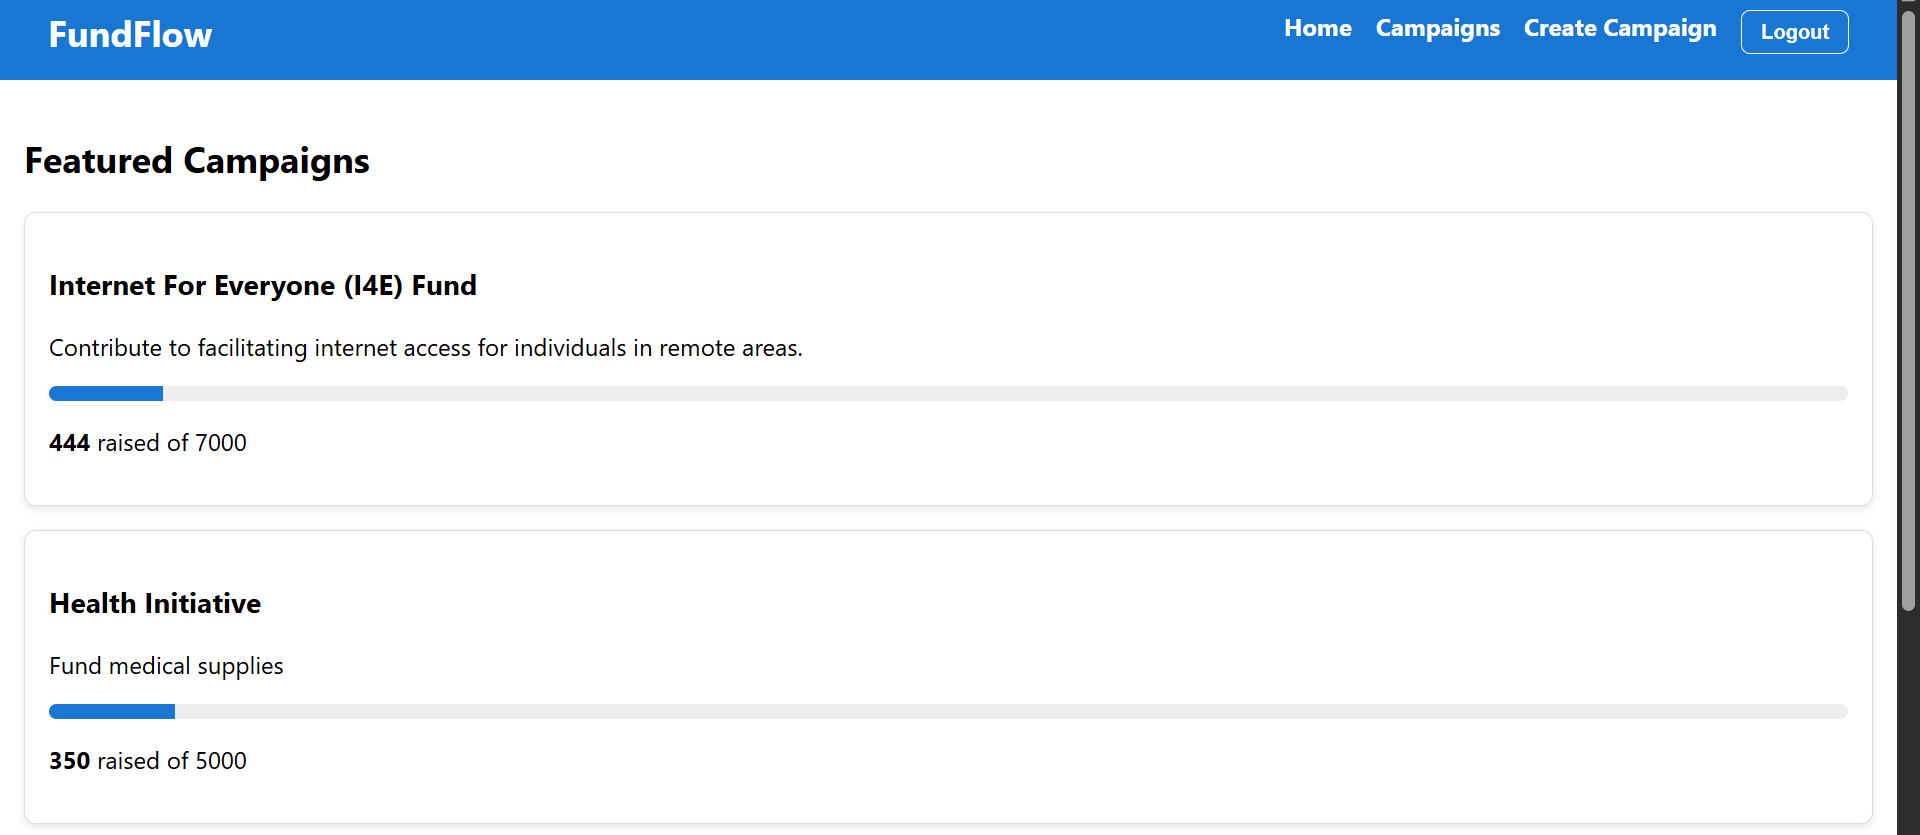 FundFlow
Home Campaigns Create Campaign Logout
Featured Campaigns
Internet For Everyone (I4E) Fund
Contribute to facilitating internet access for individuals in remote areas.
444 raised of 7000
Health Initiative
Fund medical supplies
350 raised of 5000